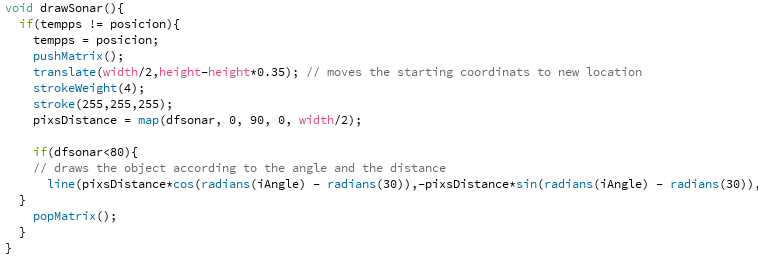 void drawSonar(){
  if(tempps != posicion){
    tempps = posicion;
    pushMatrix();
    translate(width/2,height-height*0.35); // moves the starting coordinats to new location
    strokeWeight(4);
    stroke(255,255,255);
    pixsDistance = map(dfsonar, 0, 90, 0, width/2);
    if(dfsonar<80){
    // draws the object according to the angle and the distance
      line(pixsDistance*cos(radians(iAngle) - radians(30)),-pixsDistance*sin(radians(iAngle) - radians(30)),
  }
    popMatrix();
  }
}